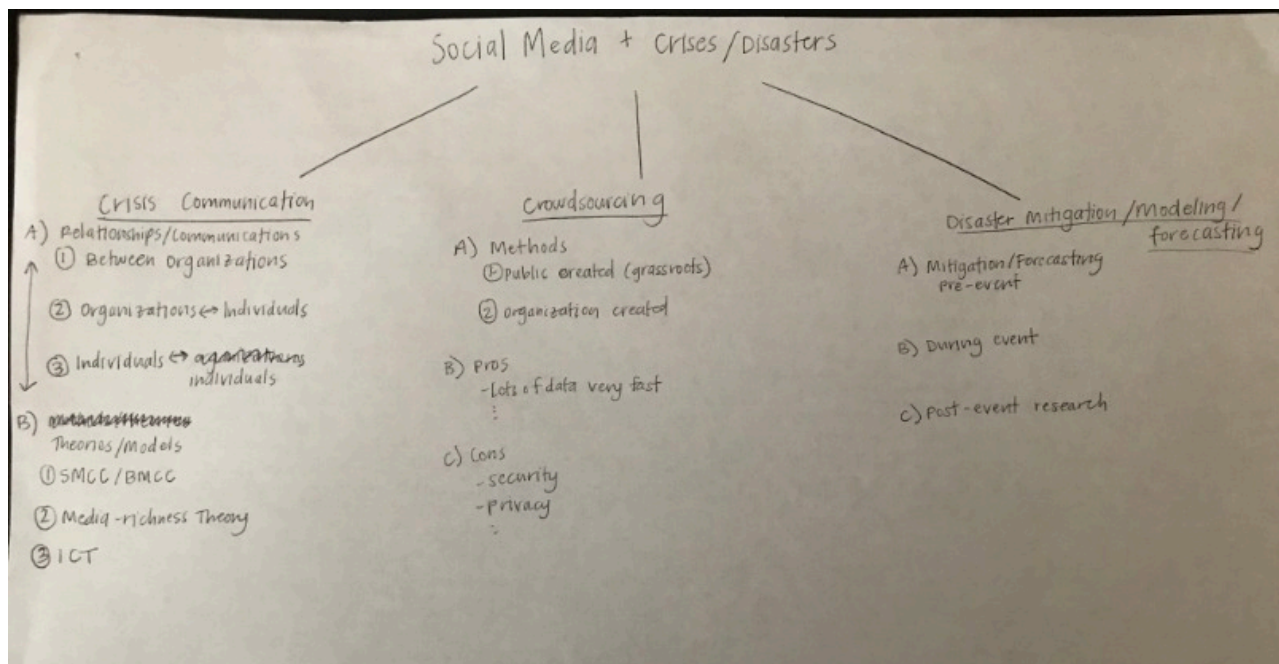 Social Media + Crises/Disasters
Crisis Communication
A) Relationships/Communications
① Between Organizations
② Organizations ↔ Individuals
③ Individuals ↔
individuals
B)
Theories/Models
① SMCC/BMCC
② Media-richness Theory
③ ICT
Crowdsourcing
A) Methods
① public created (grassroots)
② organization created
B) Pros
-Lots of data very fast
⋮
C) Cons
-security
-privacy
⋮
Disaster Mitigation/Modeling/
forecasting
A) Mitigation/Forecasting
pre-event
B) During event
C) Post-event research